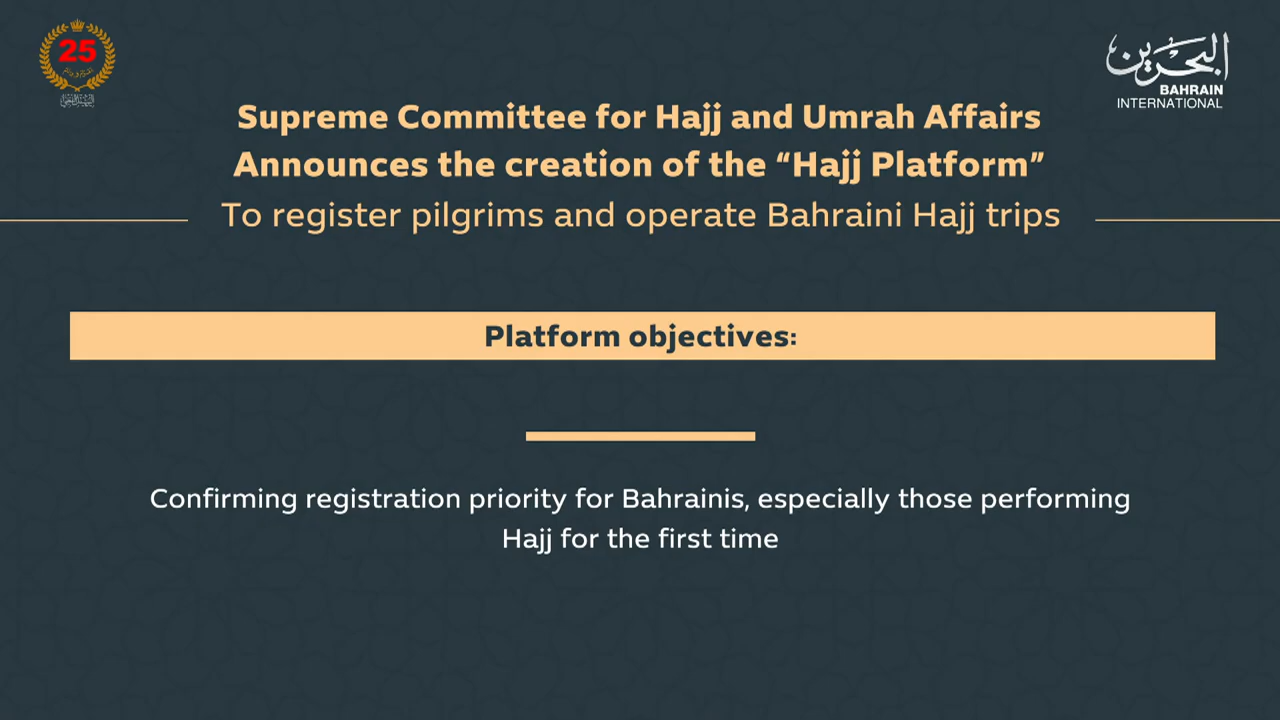 25
البحرين
BAHRAIN
INTERNATIONAL
Supreme Committee for Hajj and Umrah Affairs
Announces the creation of the “Hajj Platform”
To register pilgrims and operate Bahraini Hajj trips
Platform objectives:
Confirming registration priority for Bahrainis, especially those performing
Hajj for the first time